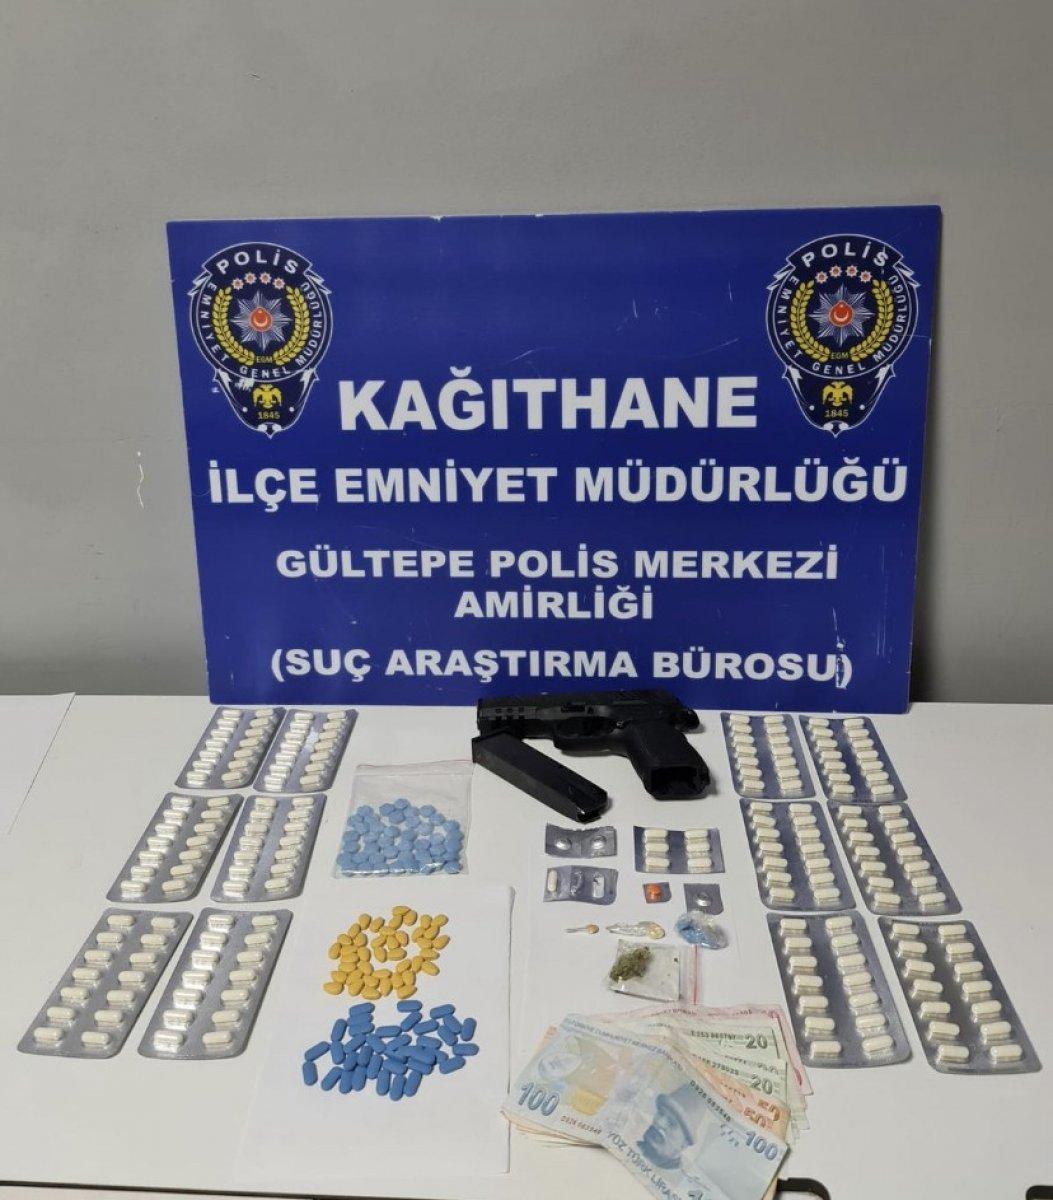 POLİS
EMNİYET GENEL MÜDÜRLÜĞÜ
EGM
1845
POLİS
EMNİYET GENEL MÜDÜRLÜĞÜ
EGM
1845
KAĞITHANE
İLÇE EMNİYET MÜDÜRLÜĞÜ
GÜLTEPE POLİS MERKEZİ
AMİRLİĞİ
(SUÇ ARAŞTIRMA BÜROSU)
20
20
50
50
100
100
YÜZ TÜRK LİRASI